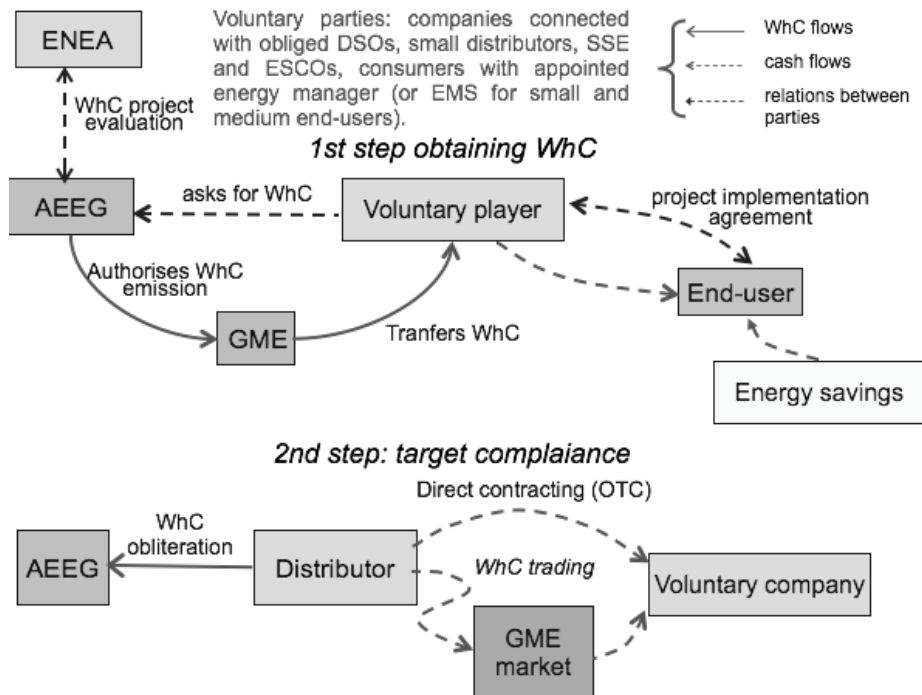 ENEA
Voluntary parties: companies connected
with obliged DSOs, small distributors, SSE
and ESCOs, consumers with appointed
energy manager (or EMS for small and
medium end-users).
WhC flows
cash flows
relations between
parties
WhC project
evaluation
1st step obtaining WhC
AEEG
asks for WhC
Voluntary player
project implementation
agreement
Authorises WhC
emission
End-user
GME
Tranfers WhC
Energy savings
2nd step: target complaiance
Direct contracting (OTC)
WhC
obliteration
AEEG
Distributor
WhC trading
Voluntary company
GME
market